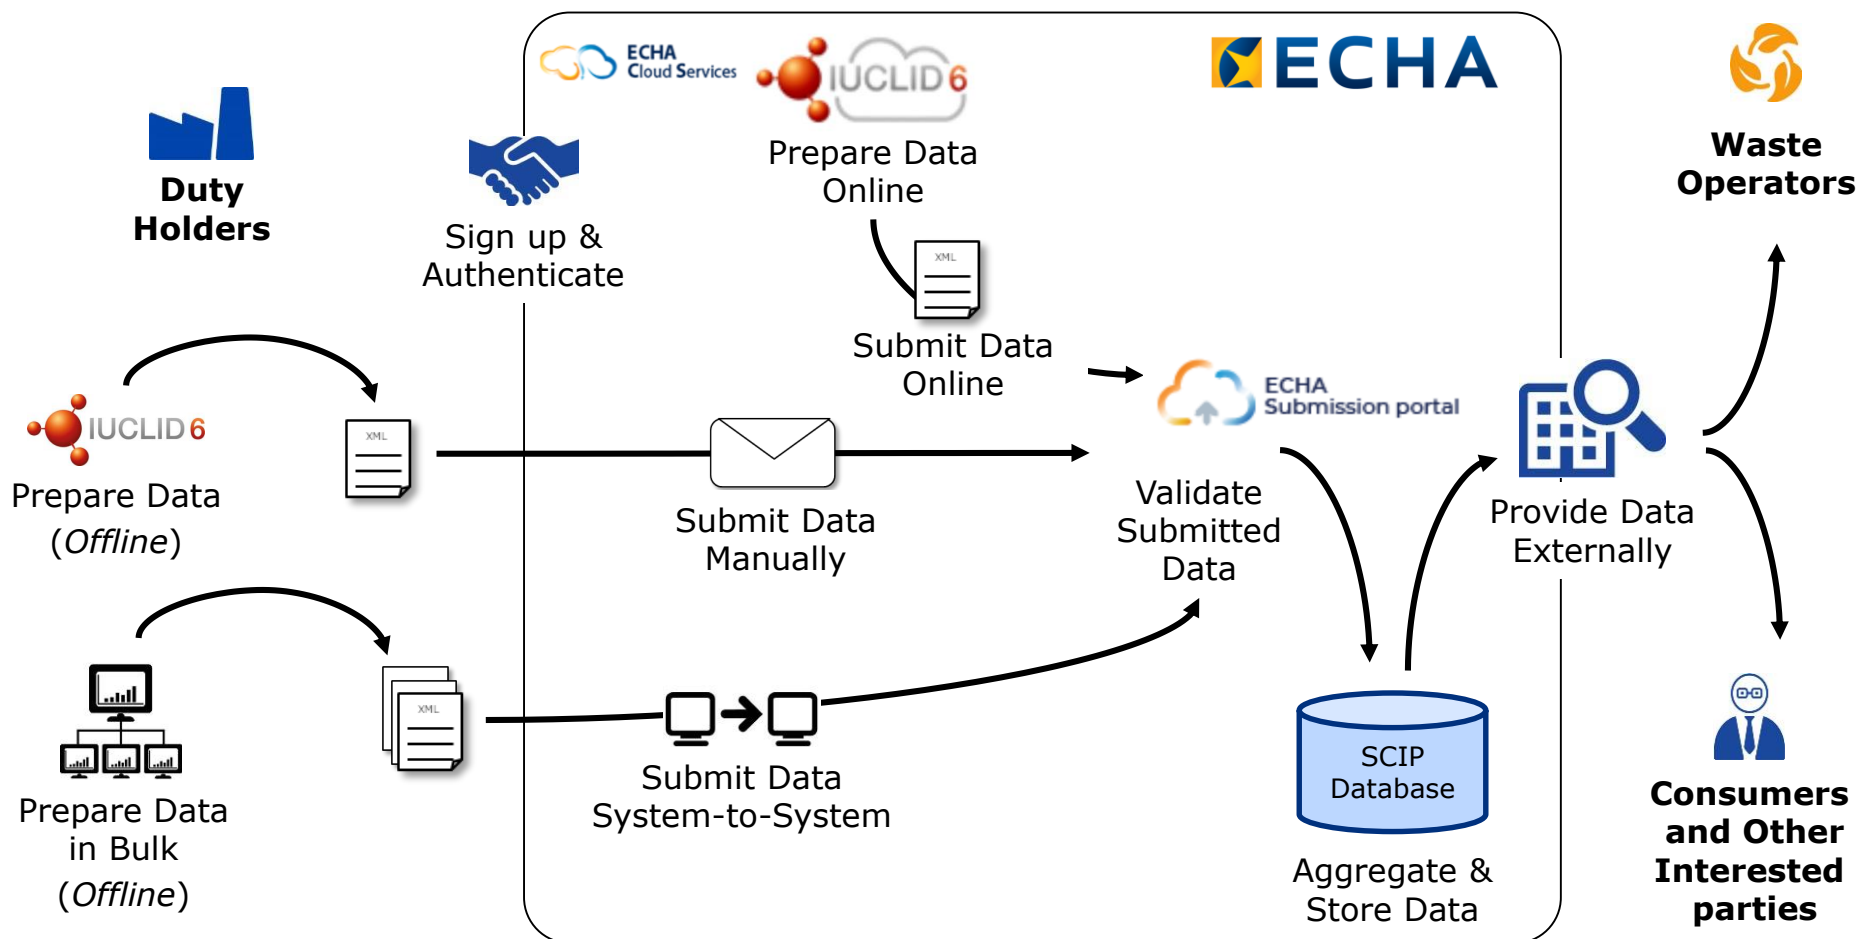 ECHA
Cloud Services
IUCLID 6
ECHA
Duty
Holders
Sign up &
Authenticate
Prepare Data
Online
XML
Submit Data
Online
Waste
Operators
IUCLID 6
Prepare Data
(Offline)
XML
Submit Data
Manually
ECHA
Submission portal
Validate
Submitted
Data
Provide Data
Externally
Prepare Data
in Bulk
(Offline)
XML
Submit Data
System-to-System
SCIP
Database
Aggregate &
Store Data
Consumers
and Other
Interested
parties